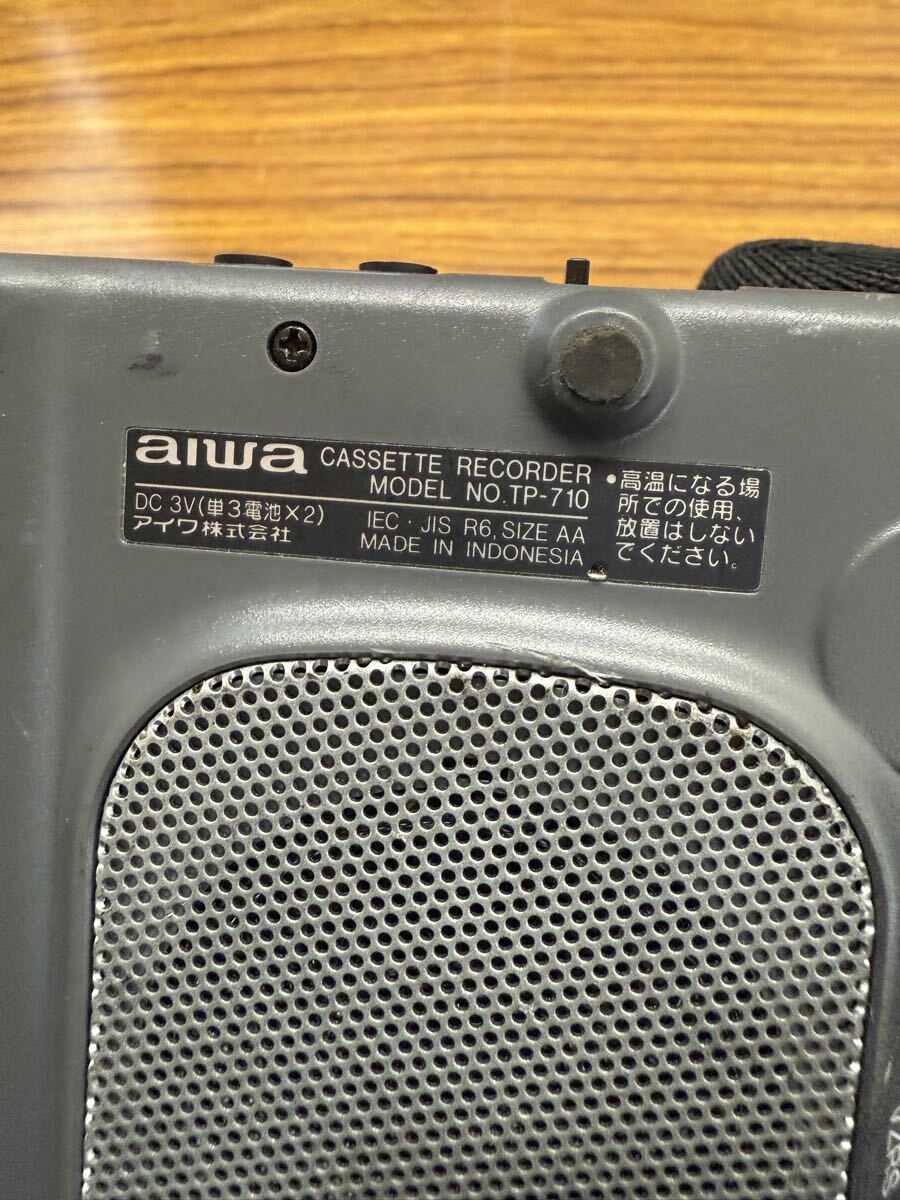 aiwa CASSETTE RECORDER
MODEL NO. TP-710
DC 3V(単3電池×2)
アイワ株式会社
IEC・JIS R6, SIZE AA
MADE IN INDONESIA
•高温になる場
所での使用、
放置はしない
でください。